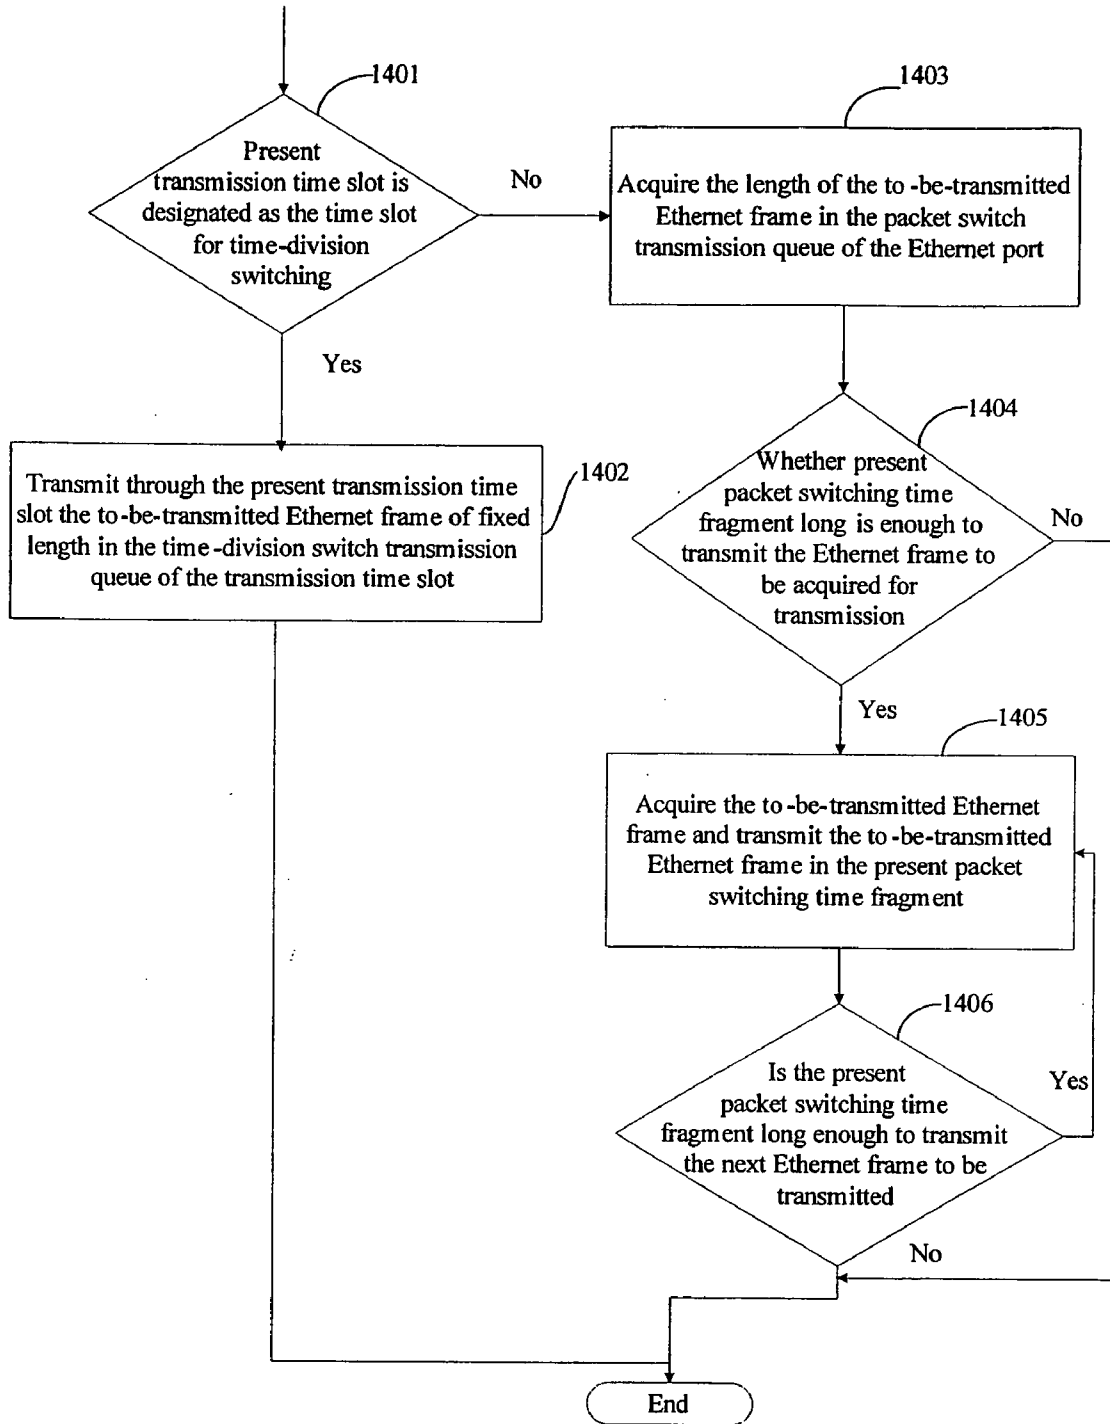 1401
Present
transmission time slot is
designated as the time slot
for time-division
switching
No
Yes
1402
Transmit through the present transmission time
slot the to-be-transmitted Ethernet frame of fixed
length in the time-division switch transmission
queue of the transmission time slot
1403
Acquire the length of the to -be-transmitted
Ethernet frame in the packet switch
transmission queue of the Ethernet port
1404
Whether present
packet switching time
fragment long is enough to
transmit the Ethernet frame to
be acquired for
transmission
No
Yes
1405
Acquire the to -be-transmitted Ethernet
frame and transmit the to -be-transmitted
Ethernet frame in the present packet
switching time fragment
1406
Is the present
packet switching time
fragment long enough to transmit
the next Ethernet frame to be
transmitted
Yes
No
End